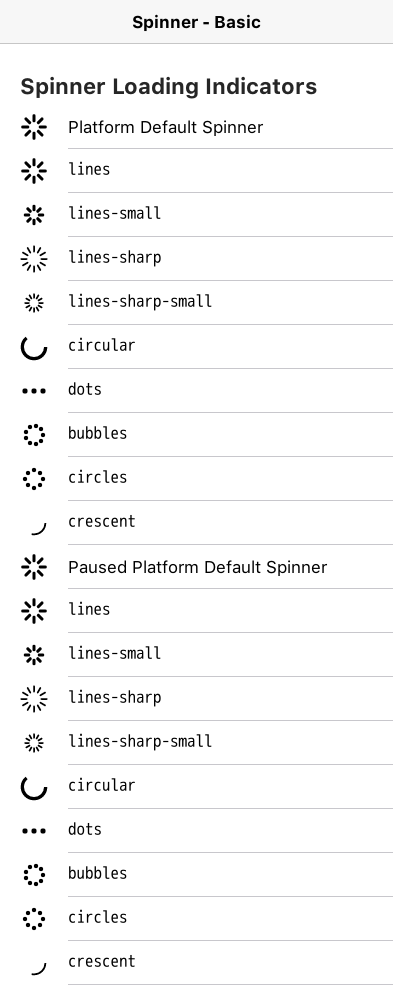 Spinner - Basic
Spinner Loading Indicators
Platform Default Spinner
lines
lines-small
lines-sharp
lines-sharp-small
circular
dots
bubbles
circles
crescent
Paused Platform Default Spinner
lines
lines-small
lines-sharp
lines-sharp-small
circular
dots
bubbles
circles
crescent